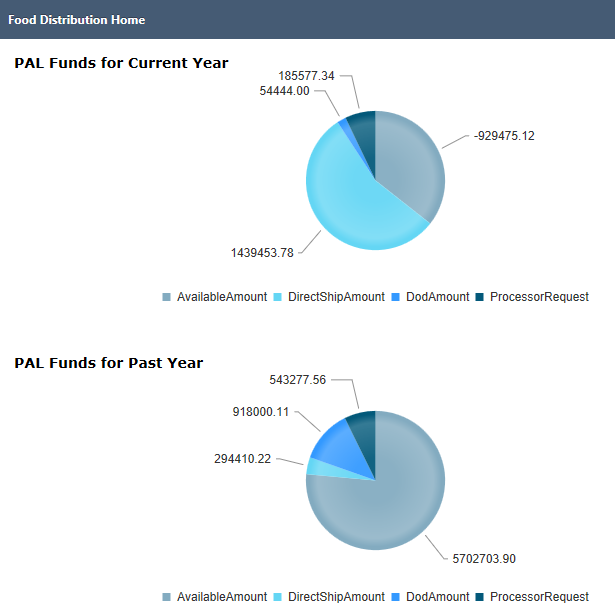 Food Distribution Home
PAL Funds for Current Year
185577.34
54444.00
-929475.12
1439453.78
AvailableAmount DirectShipAmount DodAmount ProcessorRequest
PAL Funds for Past Year
543277.56
918000.11
294410.22
5702703.90
AvailableAmount DirectShipAmount DodAmount ProcessorRequest